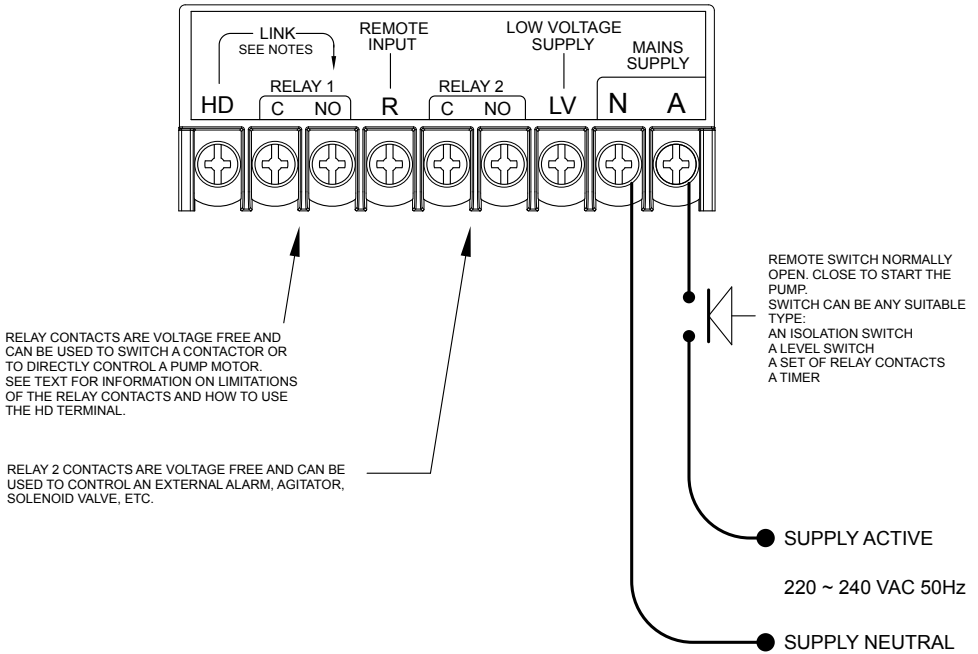 LINK
SEE NOTES
REMOTE
INPUT
LOW VOLTAGE
SUPPLY
MAINS
SUPPLY
RELAY 1
RELAY 2
HD
C
NO
R
C
NO
LV
N
A
REMOTE SWITCH NORMALLY
OPEN. CLOSE TO START THE
PUMP.
SWITCH CAN BE ANY SUITABLE
TYPE:
AN ISOLATION SWITCH
A LEVEL SWITCH
A SET OF RELAY CONTACTS
A TIMER
RELAY CONTACTS ARE VOLTAGE FREE AND
CAN BE USED TO SWITCH A CONTACTOR OR
TO DIRECTLY CONTROL A PUMP MOTOR.
SEE TEXT FOR INFORMATION ON LIMITATIONS
OF THE RELAY CONTACTS AND HOW TO USE
THE HD TERMINAL.
RELAY 2 CONTACTS ARE VOLTAGE FREE AND CAN BE
USED TO CONTROL AN EXTERNAL ALARM, AGITATOR,
SOLENOID VALVE, ETC.
SUPPLY ACTIVE
220 ~ 240 VAC 50Hz
SUPPLY NEUTRAL